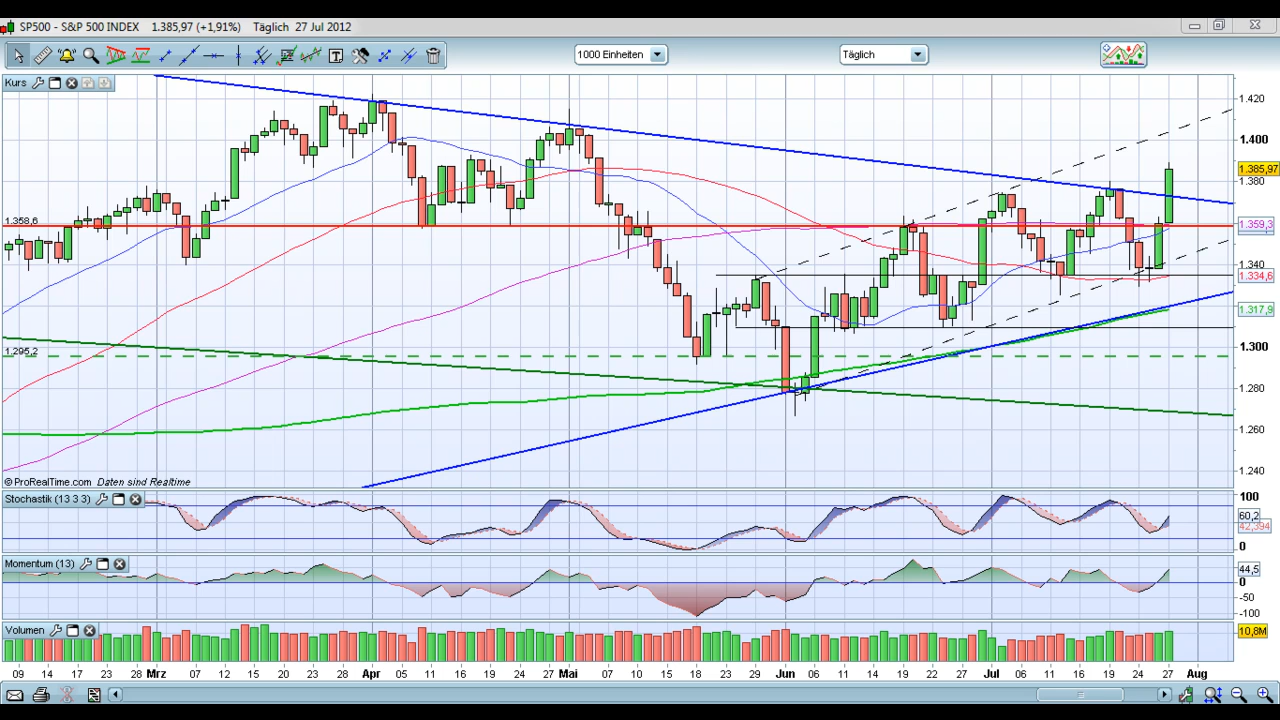 SP500 - S&P 500 INDEX 1.385,97 (+1,91%) Täglich 27 Jul 2012
1000 Einheiten
Täglich
Kurs
1.420
1.400
1.385,97
1.380
1.358,6
1.359,3
1.340
1.334,6
1.317,9
1.300
1.295,2
1.280
1.260
1.240
© ProRealTime.com Daten sind Realtime
Stochastik (13 3 3)
100
60,2
42,394
0
Momentum (13)
44,5
0
-50
-100
Volumen
10,8M
09 14 17 23 28 Mrz 07 12 15 20 23 28 Apr 05 12 17 20 24 27 Mai 07 10 15 18 23 29 Jun 06 11 14 19 22 27 Jul 06 11 16 19 24 27 Aug